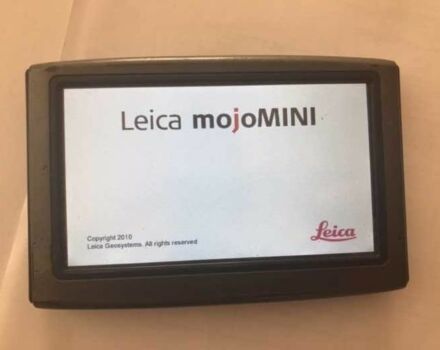 Leica mojoMINI
Copyright 2010
Leica Geosystems. All rights reserved
Leica